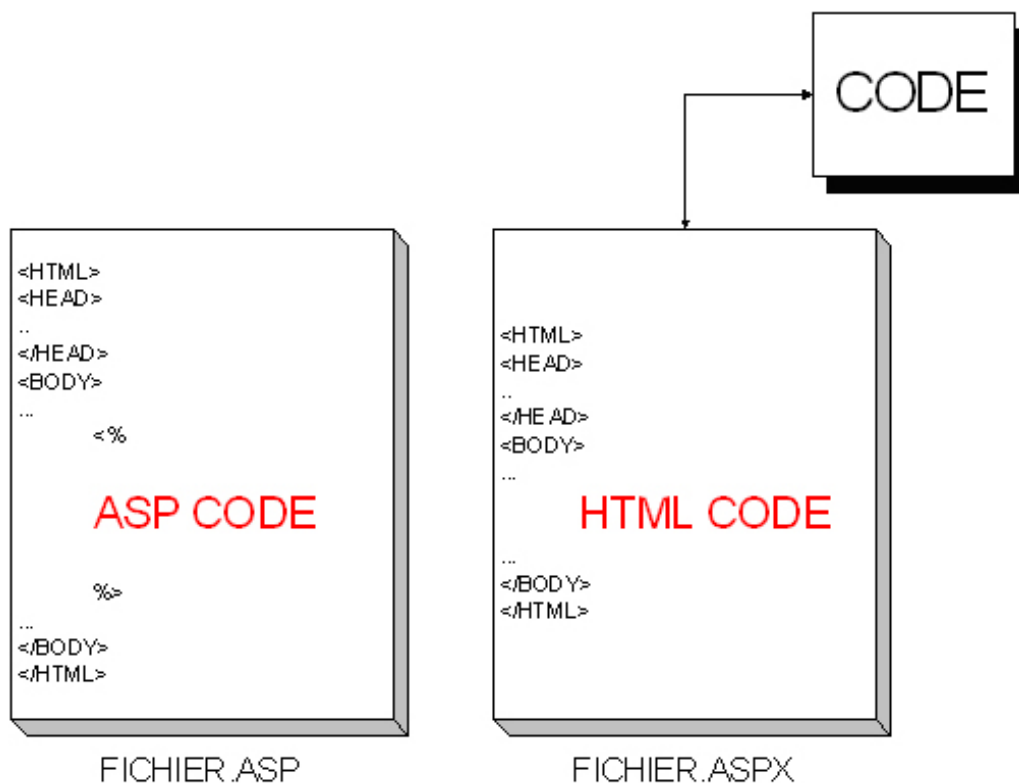 CODE
<HTML>
<HEAD>
..
</HEAD>
<BODY>
...
<%
ASP CODE
%>
...
</BODY>
</HTML>
FICHIER.ASP
<HTML>
<HEAD>
..
</HEAD>
<BODY>
...
HTML CODE
...
</BODY>
</HTML>
FICHIER.ASPX